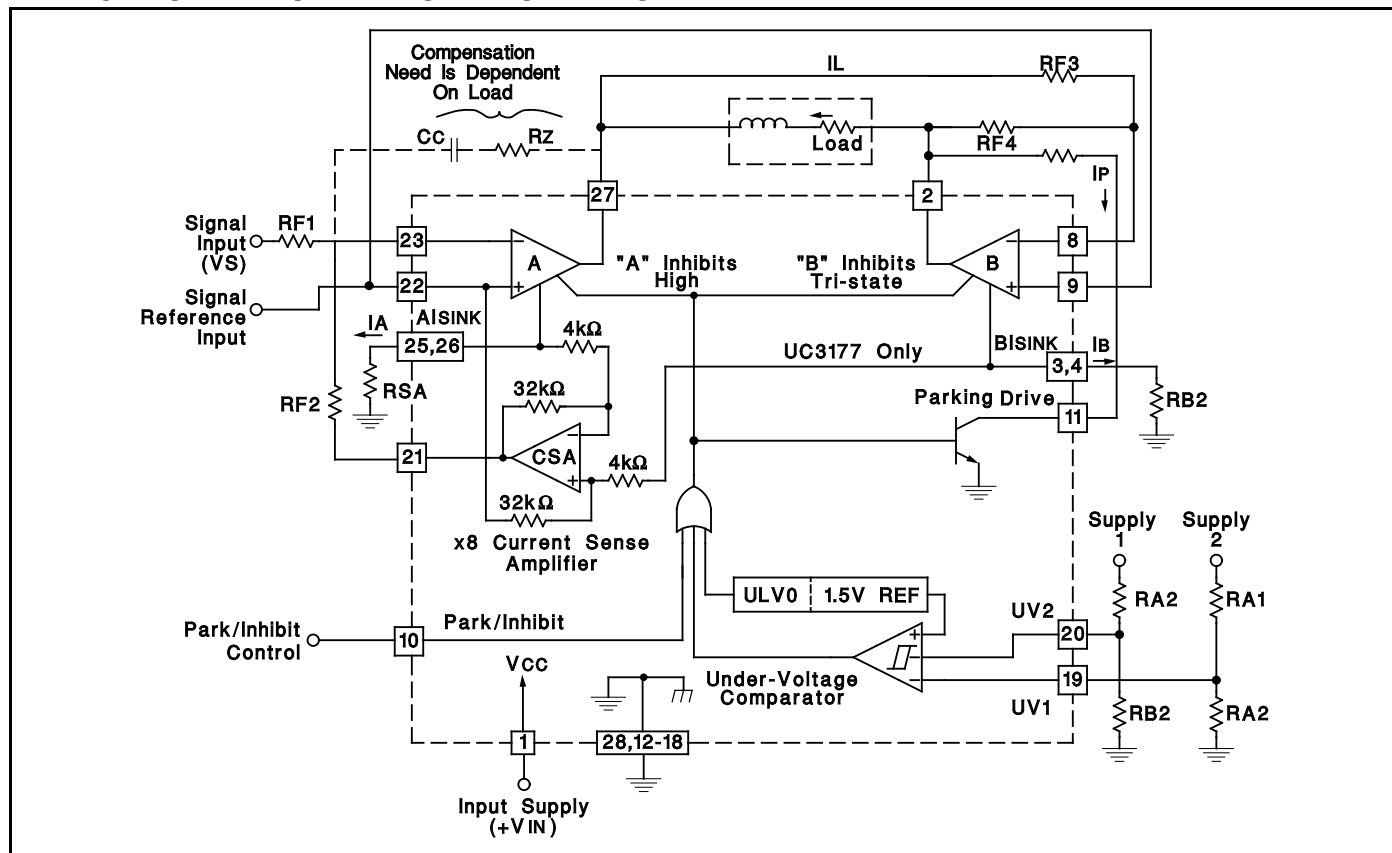 Compensation
Need Is Dependent
On Load
IL
RF3
Cc
Rz
Load
RF4
IP
27
2
Signal
Input
(VS)
RF1
23
A
"A" Inhibits
High
"B" Inhibits
Tri-state
B
8
Signal
Reference
Input
22
9
IA
AISINK
25,26
4kΩ
UC3177 Only
BISINK
3,4
IB
RSA
RF2
32kΩ
Parking Drive
11
RB2
21
CSA
4kΩ
32kΩ
x8 Current Sense
Amplifier
Supply
1
Supply
2
ULV0
1.5V REF
RA2
RA1
UV2
20
Park/Inhibit
Control
10
Park/Inhibit
Under-Voltage
Comparator
19
UV1
RB2
RA2
VCC
1
28,12-18
Input Supply
(+VIN)